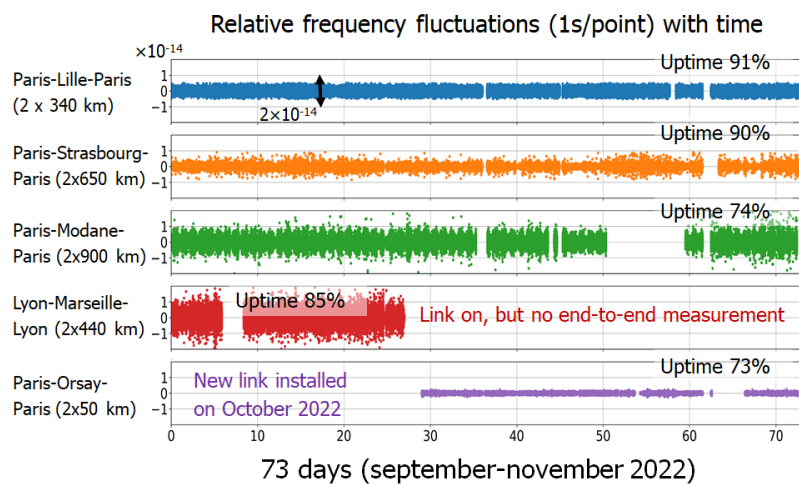 Relative frequency fluctuations (1s/point) with time
×10⁻¹⁴
Paris-Lille-Paris
(2 x 340 km)
1
0
−1
2×10⁻¹⁴
Uptime 91%
Paris-Strasbourg-
Paris (2x650 km)
1
0
−1
Uptime 90%
Paris-Modane-
Paris (2x900 km)
1
0
−1
Uptime 74%
Lyon-Marseille-
Lyon (2x440 km)
1
0
−1
Uptime 85%
Link on, but no end-to-end measurement
Paris-Orsay-
Paris (2x50 km)
1
0
−1
New link installed
on October 2022
Uptime 73%
0 10 20 30 40 50 60 70
73 days (september-november 2022)